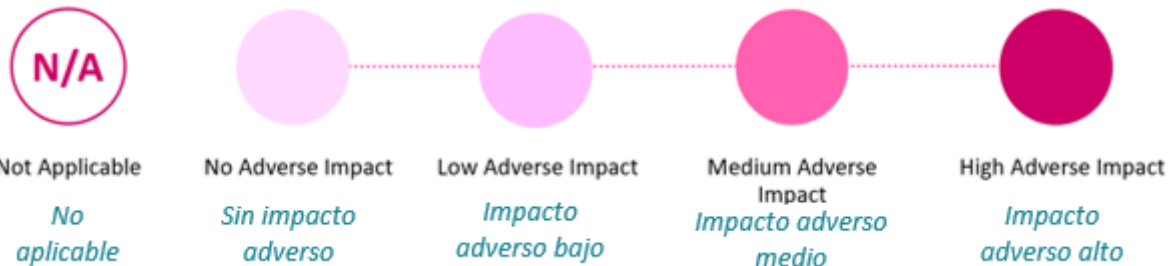 N/A
Not Applicable
No
aplicable
No Adverse Impact
Sin impacto
adverso
Low Adverse Impact
Impacto
adverso bajo
Medium Adverse
Impact
Impacto adverso
medio
High Adverse Impact
Impacto
adverso alto